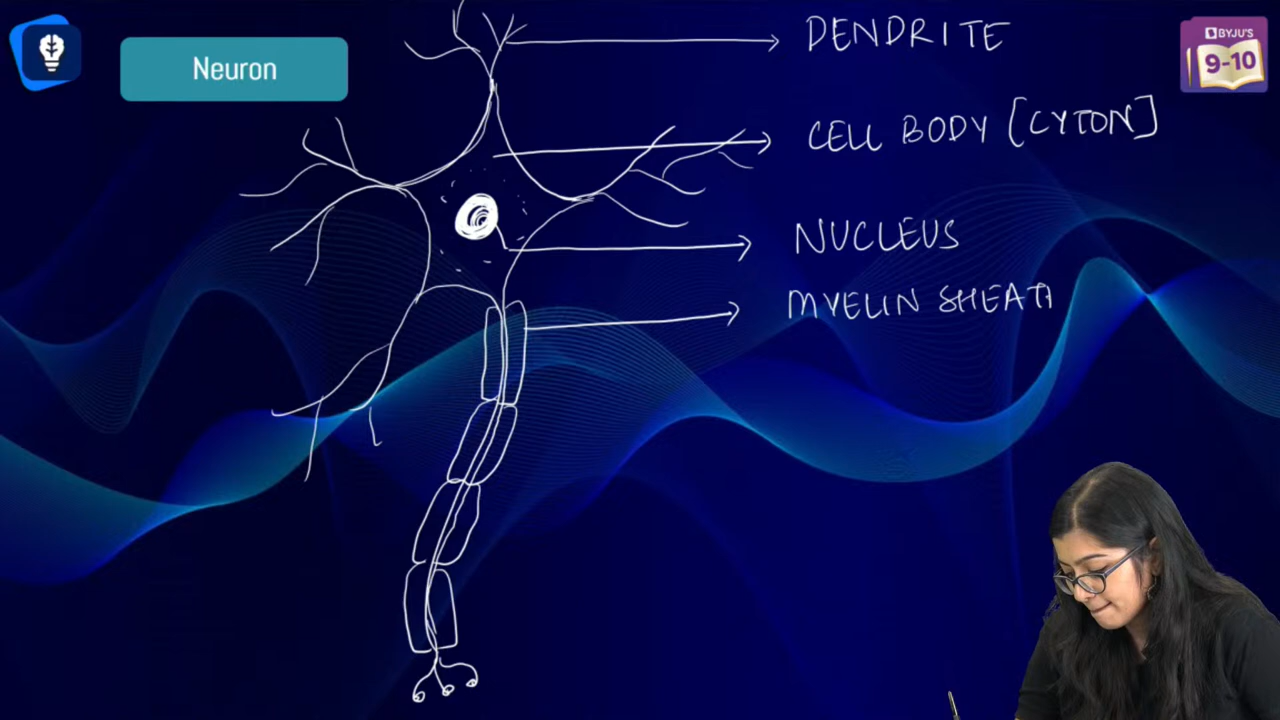 Neuron
DENDRITE
BYJU'S
9-10
CELL BODY [CYTON]
NUCLEUS
MYELIN SHEATH